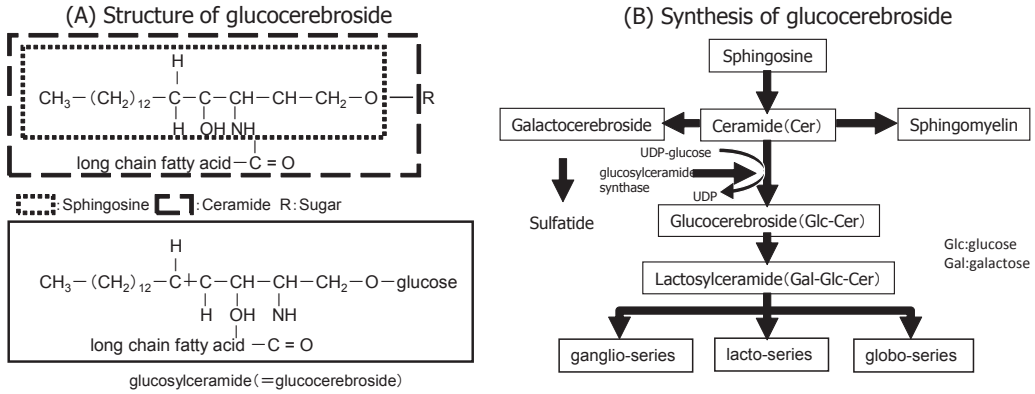 (A) Structure of glucocerebroside
H
CH₃－(CH₂)₁₂－C－CH－CH－CH－CH₂－O－R
H OH NH
long chain fatty acid－C = O
:Sphingosine :Ceramide R:Sugar
H
CH₃－(CH₂)₁₂－C＋C－CH－CH－CH₂－O－glucose
H OH NH
long chain fatty acid－C = O
glucosylceramide(=glucocerebroside)
(B) Synthesis of glucocerebroside
Sphingosine
Galactocerebroside
Ceramide(Cer)
Sphingomyelin
UDP-glucose
glucosylceramide
synthase
UDP
Sulfatide
Glucocerebroside(Glc-Cer)
Glc:glucose
Gal:galactose
Lactosylceramide(Gal-Glc-Cer)
ganglio-series
lacto-series
globo-series